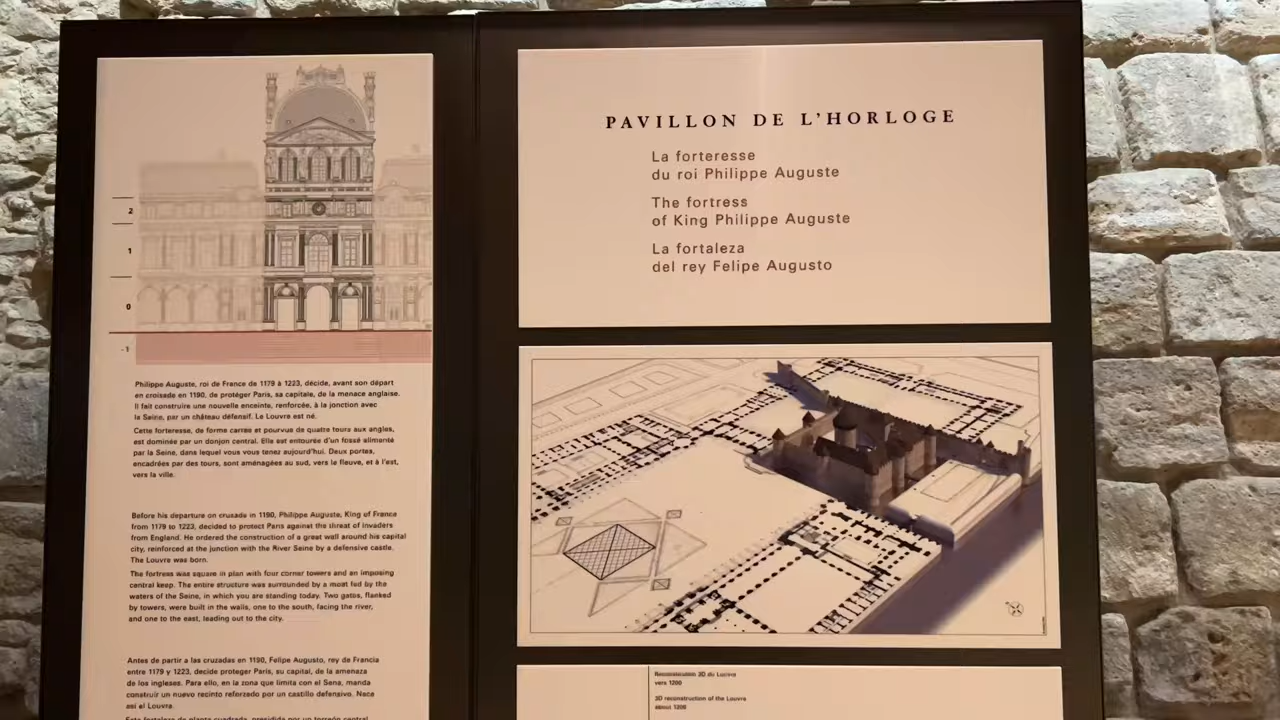 2
1
0
-1
Philippe Auguste, roi de France de 1179 à 1223, décide, avant son départ
en croisade en 1190, de protéger Paris, sa capitale, de la menace anglaise.
Il fait construire une nouvelle enceinte, renforcée, à la jonction avec
la Seine, par un château défensif. Le Louvre est né.
Cette forteresse, de forme carrée et pourvue de quatre tours aux angles,
est dominée par un donjon central. Elle est entourée d'un fossé alimenté
par la Seine, dans lequel vous vous tenez aujourd'hui. Deux portes,
encadrées par des tours, sont aménagées au sud, vers le fleuve, et à l'est,
vers la ville.
Before his departure on crusade in 1190, Philippe Auguste, King of France
from 1179 to 1223, decided to protect Paris against the threat of invaders
from England. He ordered the construction of a great wall around his capital
city, reinforced at the junction with the River Seine by a defensive castle.
The Louvre was born.
The fortress was square in plan with four corner towers and an imposing
central keep. The entire structure was surrounded by a moat fed by the
waters of the Seine, in which you are standing today. Two gates, flanked
by towers, were built in the walls, one to the south, facing the river,
and one to the east, leading out to the city.
Antes de partir a las cruzadas en 1190, Felipe Augusto, rey de Francia
entre 1179 y 1223, decide proteger París, su capital, de la amenaza
de los ingleses. Para ello, en la zona que limita con el Sena, manda
construir un nuevo recinto reforzado por un castillo defensivo. Nace
así el Louvre.
Esta fortaleza de planta cuadrada, presidida por un torreón central
PAVILLON DE L'HORLOGE
La forteresse
du roi Philippe Auguste
The fortress
of King Philippe Auguste
La fortaleza
del rey Felipe Augusto
Reconstitution 3D du Louvre
vers 1200
3D reconstruction of the Louvre
about 1200